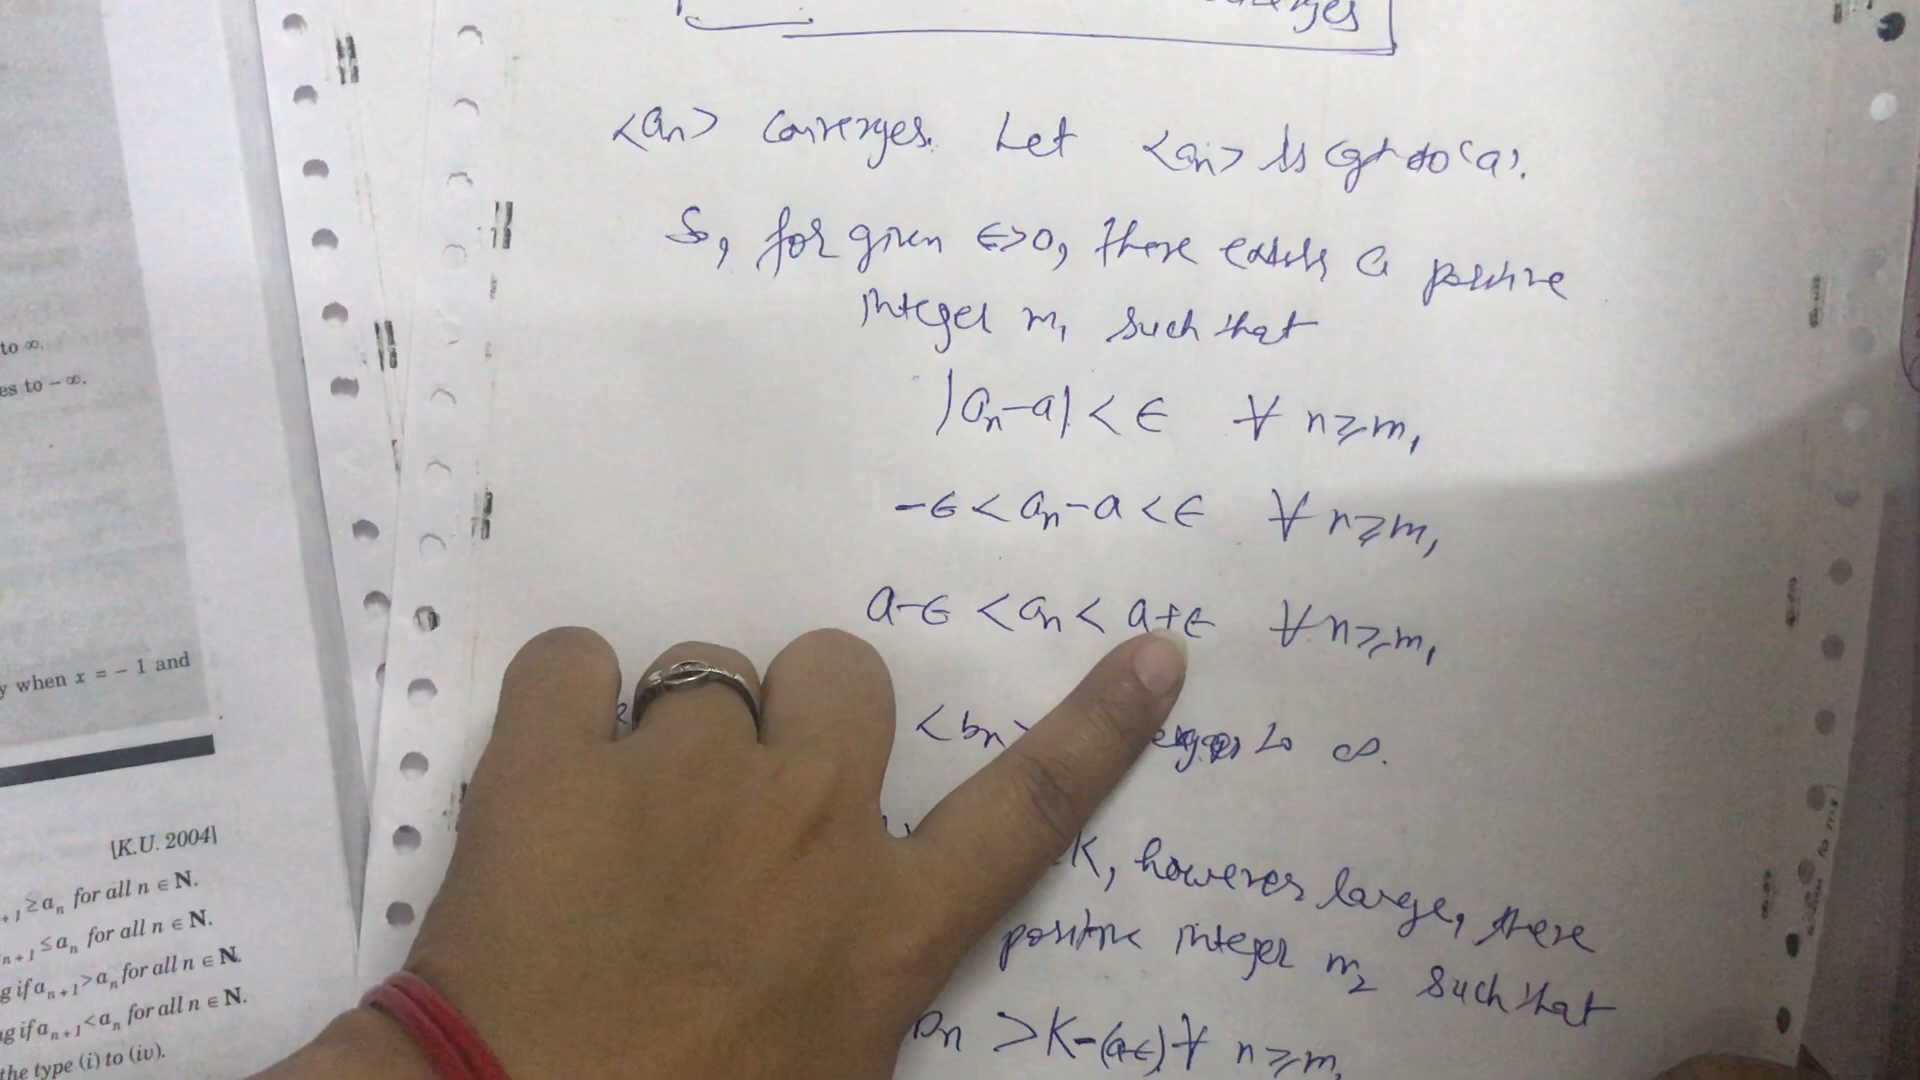 to ∞.
es to – ∞.
y when x = – 1 and
[K.U. 2004]
+1 ≥ aₙ for all n ∈ N.
n+1 ≤ aₙ for all n ∈ N.
g if aₙ₊₁ > aₙ for all n ∈ N.
g if aₙ₊₁ < aₙ for all n ∈ N.
the type (i) to (iv).
<aₙ> converges. Let <aₙ> is cgt to 'a'.
So, for given ∈>0, there exists a positive
integer m₁ such that
|aₙ-a| < ∈ ∀ n≥m₁
-∈ < aₙ-a < ∈ ∀ n≥m₁
a-∈ < aₙ < a+∈ ∀ n≥m₁
<bₙ> to ∞.
K, however large, there
positive integer m₂ such that
bₙ > K-(a-∈) ∀ n≥m